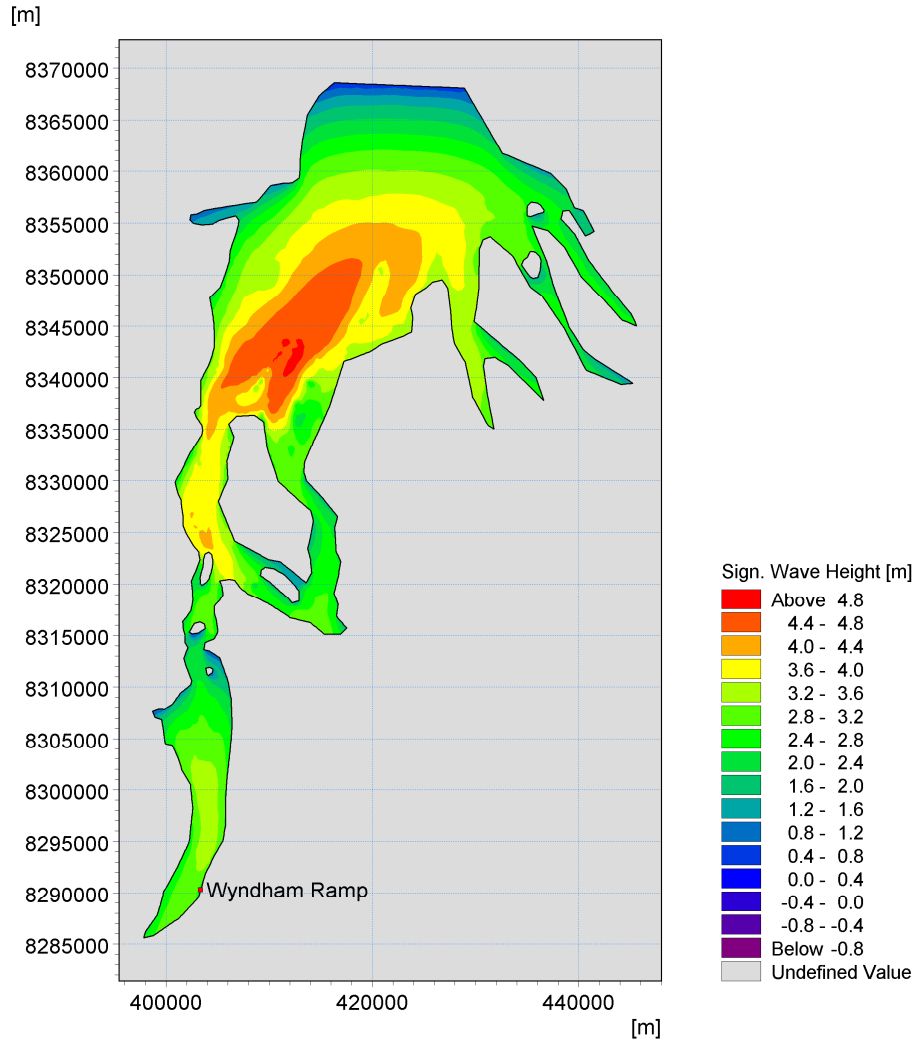 [m]
8370000
8365000
8360000
8355000
8350000
8345000
8340000
8335000
8330000
8325000
8320000
8315000
8310000
8305000
8300000
8295000
8290000
8285000
Wyndham Ramp
400000 420000 440000
[m]
Sign. Wave Height [m]
Above 4.8
4.4 - 4.8
4.0 - 4.4
3.6 - 4.0
3.2 - 3.6
2.8 - 3.2
2.4 - 2.8
2.0 - 2.4
1.6 - 2.0
1.2 - 1.6
0.8 - 1.2
0.4 - 0.8
0.0 - 0.4
-0.4 - 0.0
-0.8 - -0.4
Below -0.8
Undefined Value